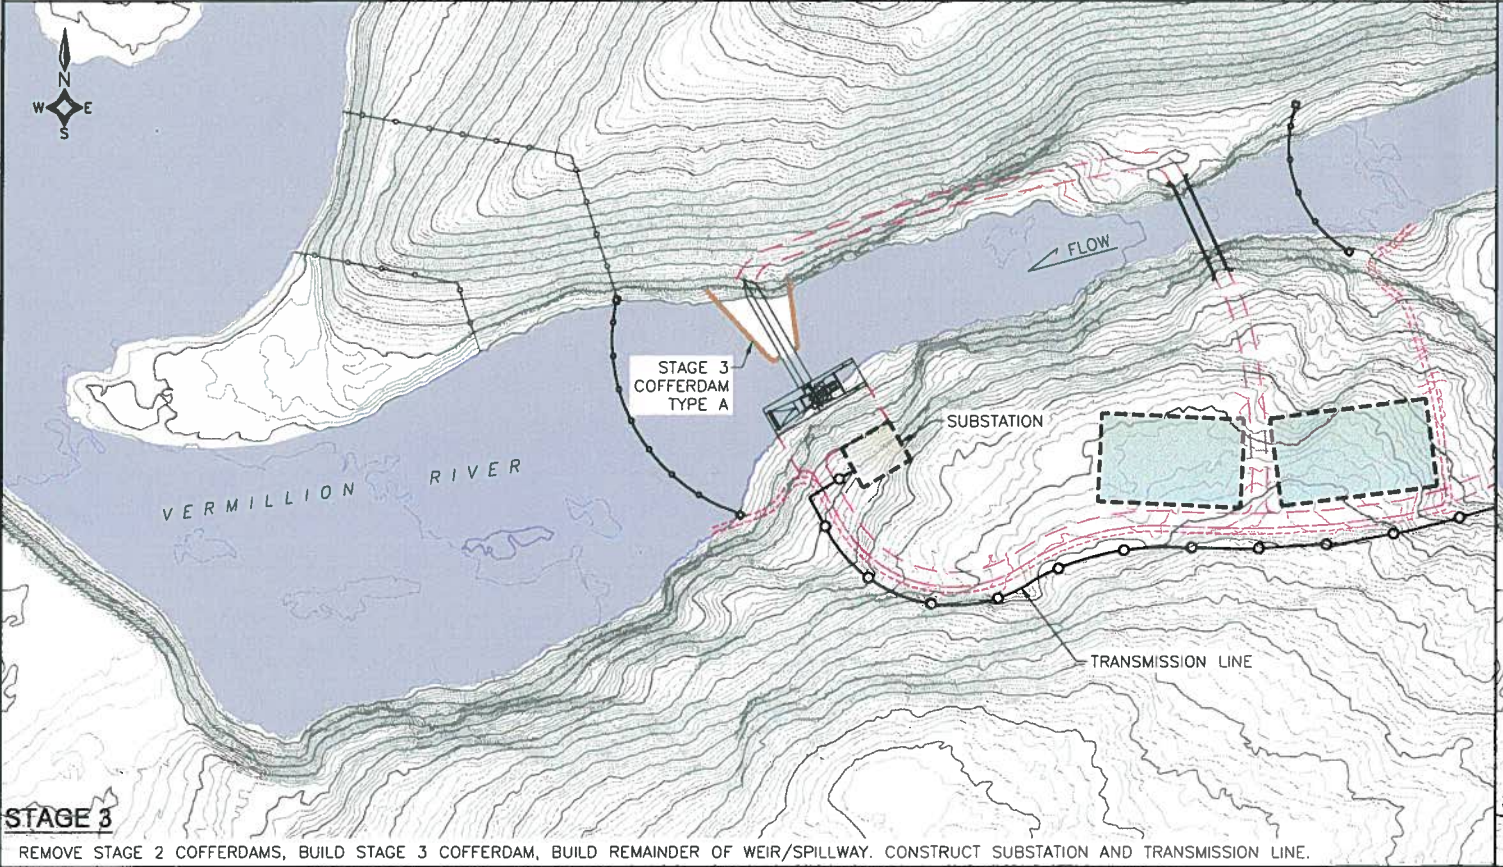 N
W E
S
FLOW
STAGE 3
COFFERDAM
TYPE A
SUBSTATION
VERMILLION RIVER
TRANSMISSION LINE
STAGE 3
REMOVE STAGE 2 COFFERDAMS, BUILD STAGE 3 COFFERDAM, BUILD REMAINDER OF WEIR/SPILLWAY. CONSTRUCT SUBSTATION AND TRANSMISSION LINE.